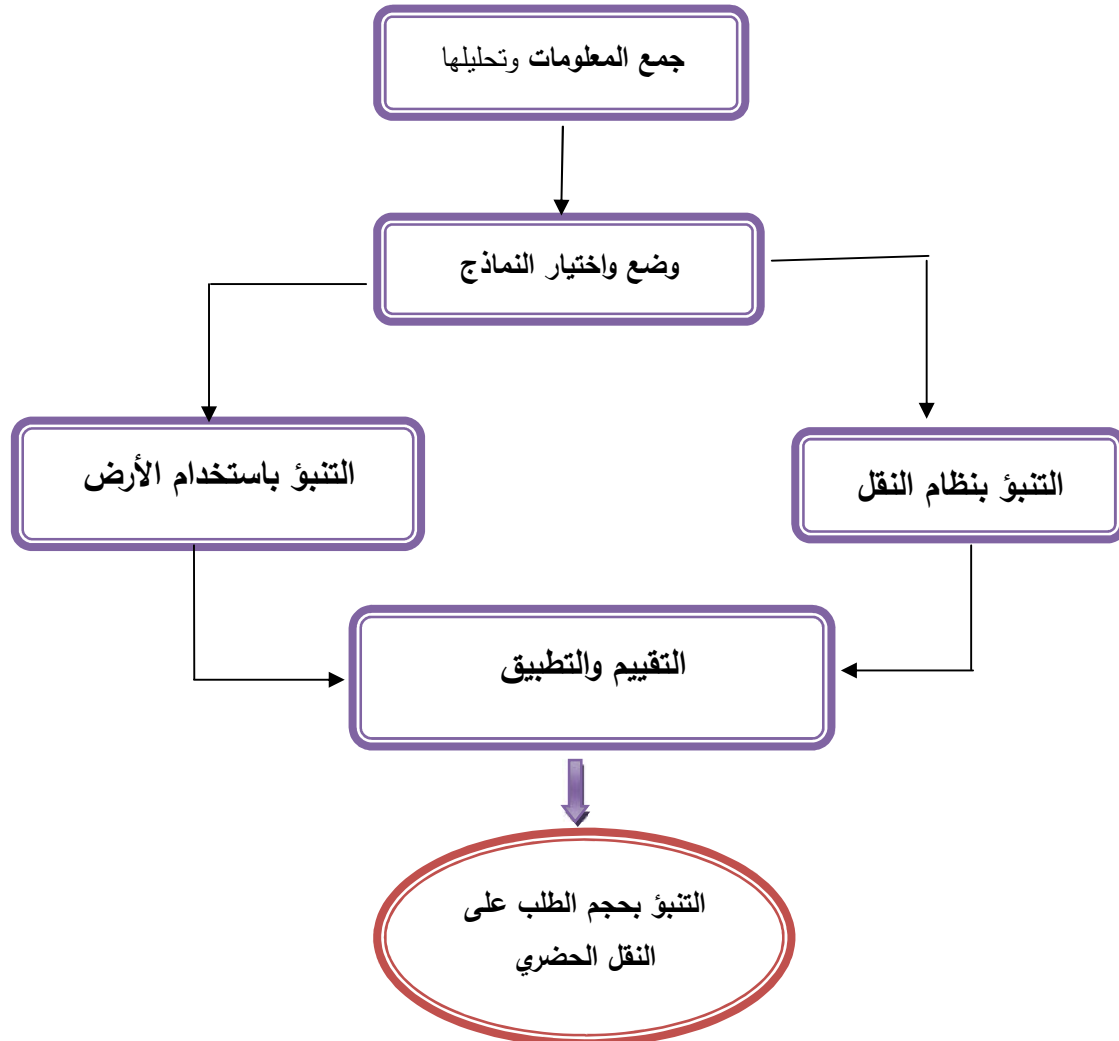 جمع المعلومات وتحليلها
وضع واختيار النماذج
التنبؤ باستخدام الأرض
التنبؤ بنظام النقل
التقييم والتطبيق
التنبؤ بحجم الطلب على
النقل الحضري